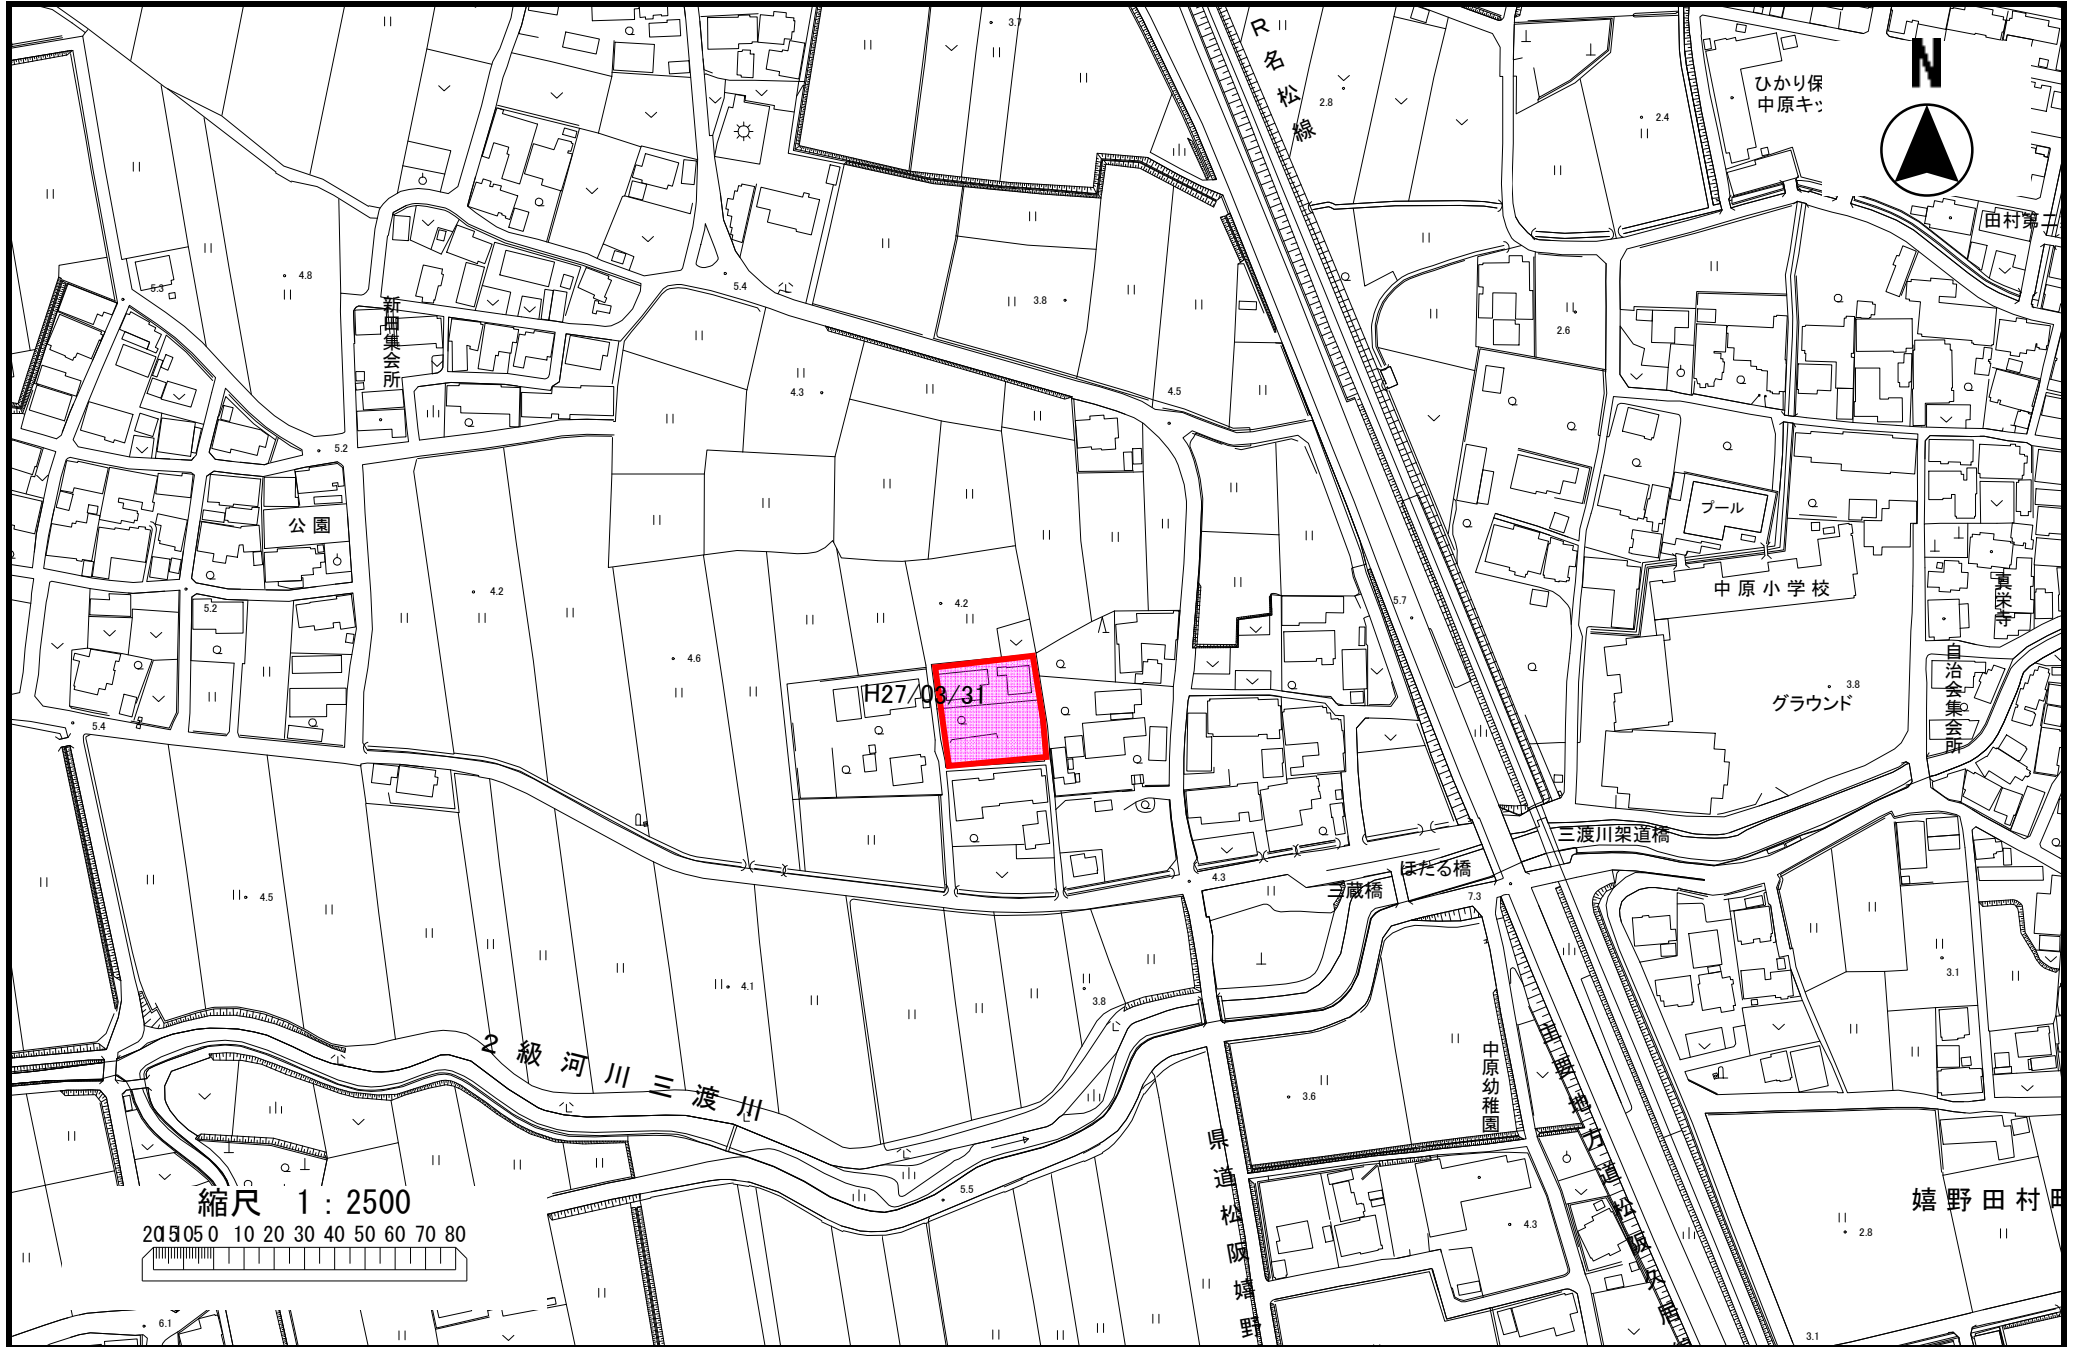 R名松線
3.7
2.8
2.4
ひかり保
中原キッ
N
田村第二
5.3
4.8
新田集会所
5.4
3.8
2.6
4.3
4.5
5.2
公園
プール
中原小学校
真栄寺
4.2
4.2
5.7
5.2
4.6
H27/03/31
自治会集会所
3.8
グラウンド
5.4
三渡川架道橋
ほたる橋
三蔵橋
4.3
7.3
4.5
4.1
3.8
3.1
2級河川三渡川
3.6
中原幼稚園
主要地方道松阪久居線
県道松阪嬉野
5.5
4.3
嬉野田村町
2.8
縮尺 1：2500
20 15 10 5 0 10 20 30 40 50 60 70 80
6.1
3.1